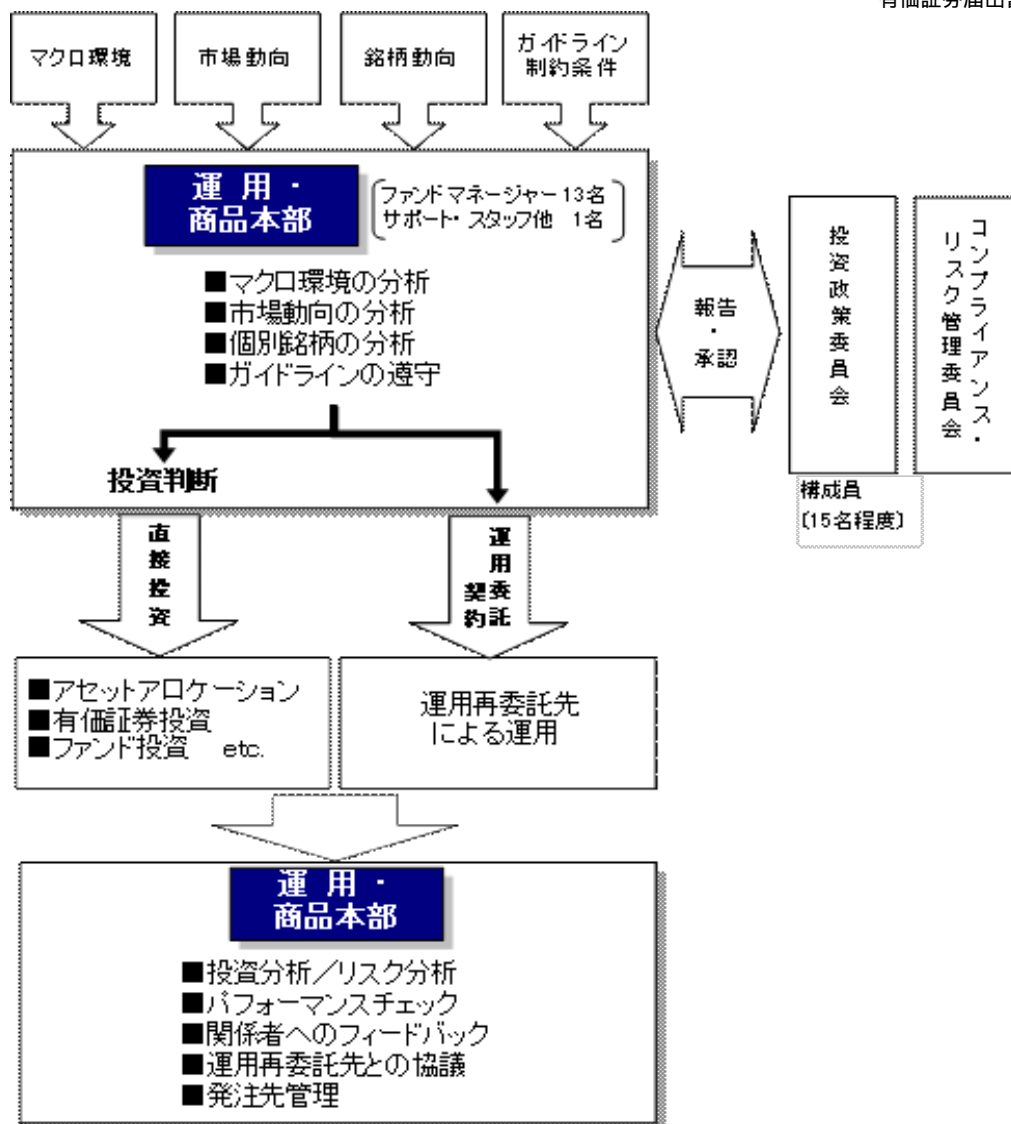 有価証券届出
マクロ環境
市場動向
銘柄動向
ガイドライン
制約条件
運 用 ・
商品本部
ファンドマネージャー 13名
サポート・スタッフ他 1名
■マクロ環境の分析
■市場動向の分析
■個別銘柄の分析
■ガイドラインの遵守
投資判断
報告
・
承認
投資政策委員会
コンプライアンス・
リスク管理委員会
構成員
(15名程度)
直接投資
運用委託
契約
■アセットアロケーション
■有価証券投資
■ファンド投資 etc.
運用再委託先
による運用
運 用 ・
商品本部
■投資分析/リスク分析
■パフォーマンスチェック
■関係者へのフィードバック
■運用再委託先との協議
■発注先管理